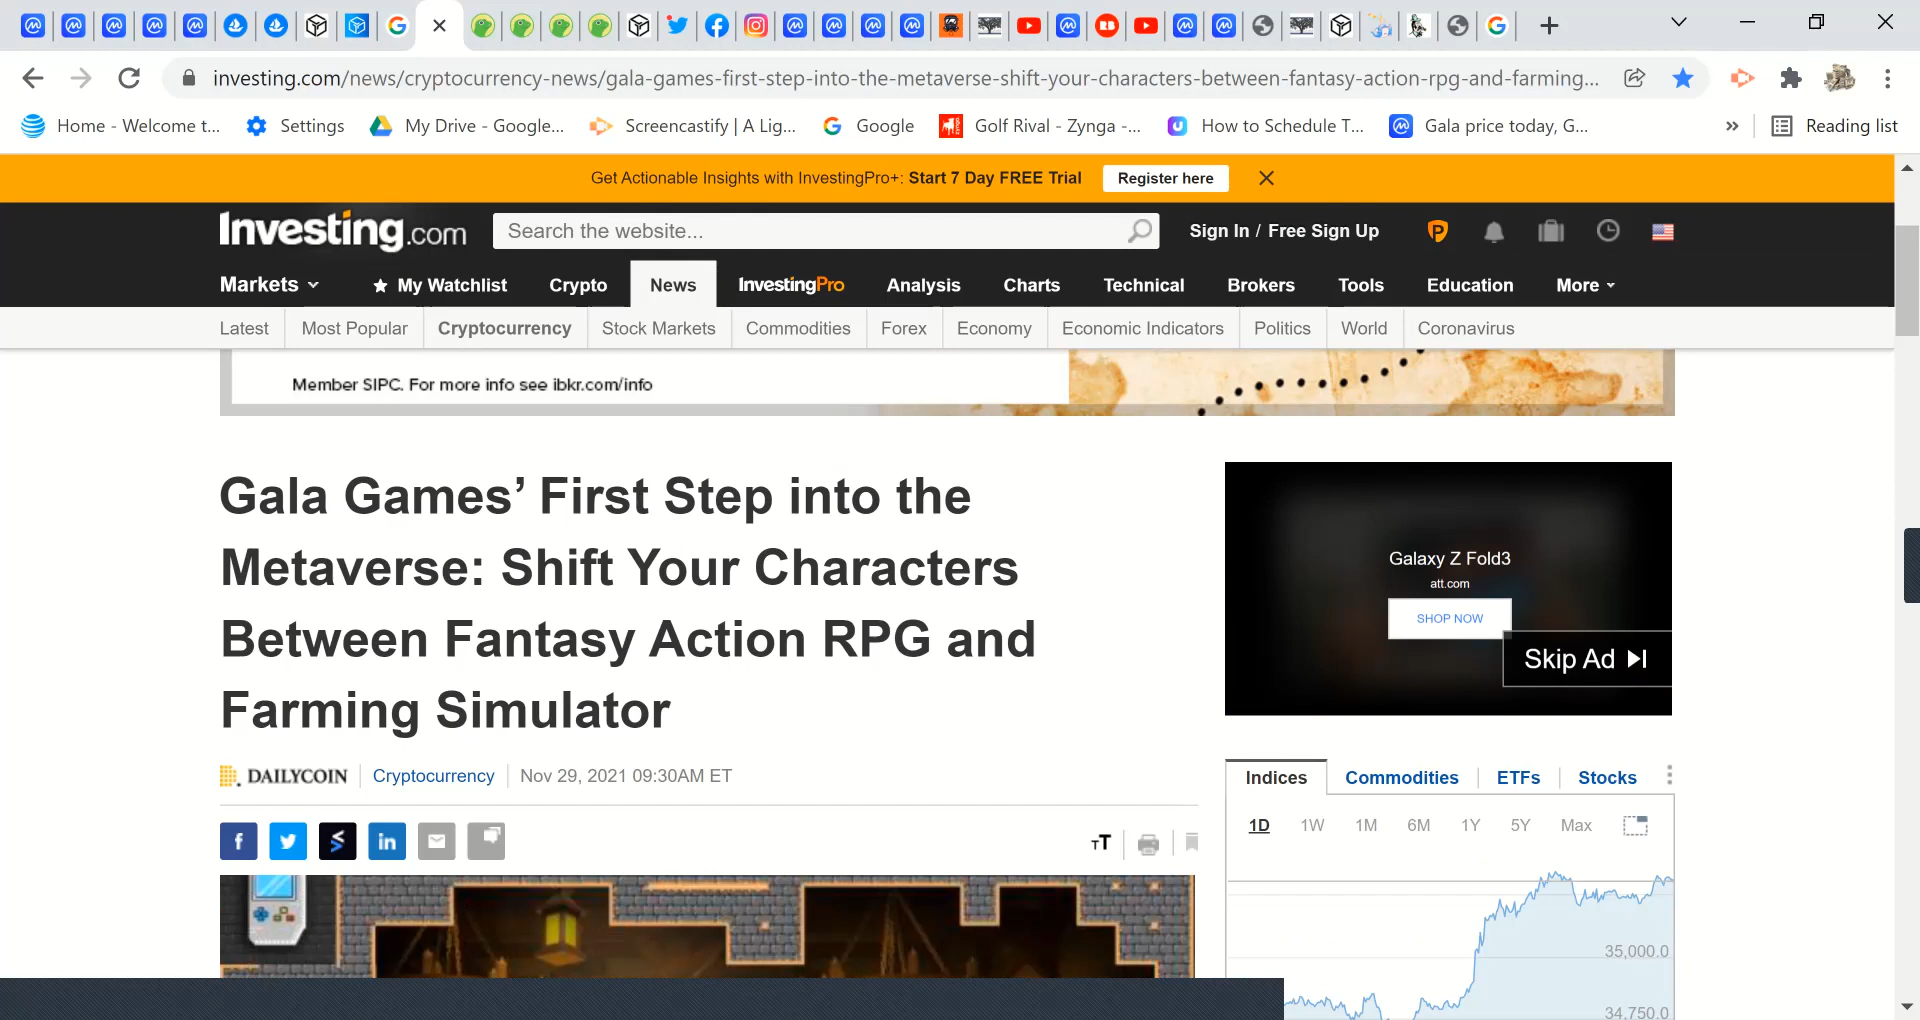 investing.com/news/cryptocurrency-news/gala-games-first-step-into-the-metaverse-shift-your-characters-between-fantasy-action-rpg-and-farming...
Home - Welcome t...
Settings
My Drive - Google...
Screencastify | A Lig...
Google
Golf Rival - Zynga -...
How to Schedule T...
Gala price today, G...
»
Reading list
Get Actionable Insights with InvestingPro+: Start 7 Day FREE Trial
Register here
Investing.com
Search the website...
Sign In / Free Sign Up
Markets
My Watchlist
Crypto
News
InvestingPro
Analysis
Charts
Technical
Brokers
Tools
Education
More
Latest
Most Popular
Cryptocurrency
Stock Markets
Commodities
Forex
Economy
Economic Indicators
Politics
World
Coronavirus
Member SIPC. For more info see ibkr.com/info
Gala Games’ First Step into the
Metaverse: Shift Your Characters
Between Fantasy Action RPG and
Farming Simulator
DAILYCOIN
Cryptocurrency
Nov 29, 2021 09:30AM ET
Galaxy Z Fold3
att.com
SHOP NOW
Skip Ad
Indices
Commodities
ETFs
Stocks
1D
1W
1M
6M
1Y
5Y
Max
35,000.0
34,750.0